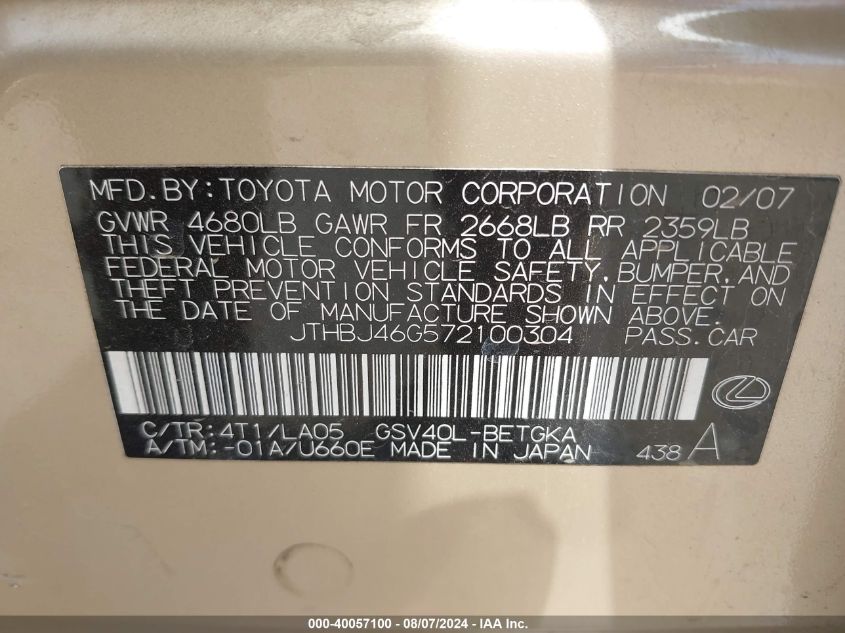 MFD.BY:TOYOTA MOTOR CORPORATION 02/07
GVWR 4680LB GAWR FR 2668LB RR 2359LB
THIS VEHICLE CONFORMS TO ALL APPLICABLE
FEDERAL MOTOR VEHICLE SAFETY,BUMPER,AND
THEFT PREVENTION STANDARDS IN EFFECT ON
THE DATE OF MANUFACTURE SHOWN ABOVE.
JTHBJ46G572100304 PASS.CAR
C/TR:4T1/LA05 GSV40L-BETGKA
A/TM:-01A/U660E MADE IN JAPAN 438 A
000-40057100 - 08/07/2024 - IAA Inc.